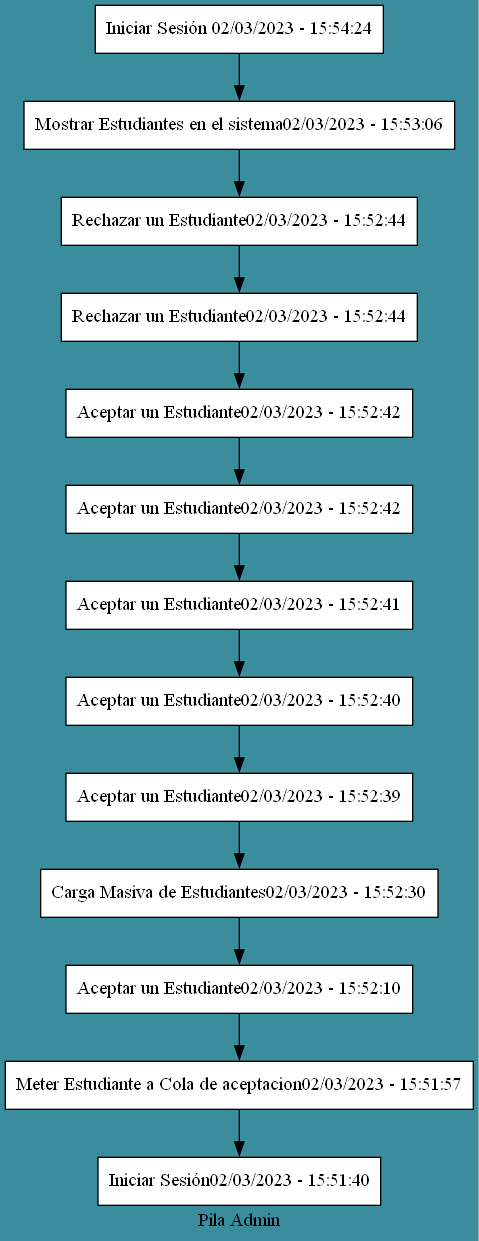 Iniciar Sesión 02/03/2023 - 15:54:24
Mostrar Estudiantes en el sistema02/03/2023 - 15:53:06
Rechazar un Estudiante02/03/2023 - 15:52:44
Rechazar un Estudiante02/03/2023 - 15:52:44
Aceptar un Estudiante02/03/2023 - 15:52:42
Aceptar un Estudiante02/03/2023 - 15:52:42
Aceptar un Estudiante02/03/2023 - 15:52:41
Aceptar un Estudiante02/03/2023 - 15:52:40
Aceptar un Estudiante02/03/2023 - 15:52:39
Carga Masiva de Estudiantes02/03/2023 - 15:52:30
Aceptar un Estudiante02/03/2023 - 15:52:10
Meter Estudiante a Cola de aceptacion02/03/2023 - 15:51:57
Iniciar Sesión02/03/2023 - 15:51:40
Pila Admin